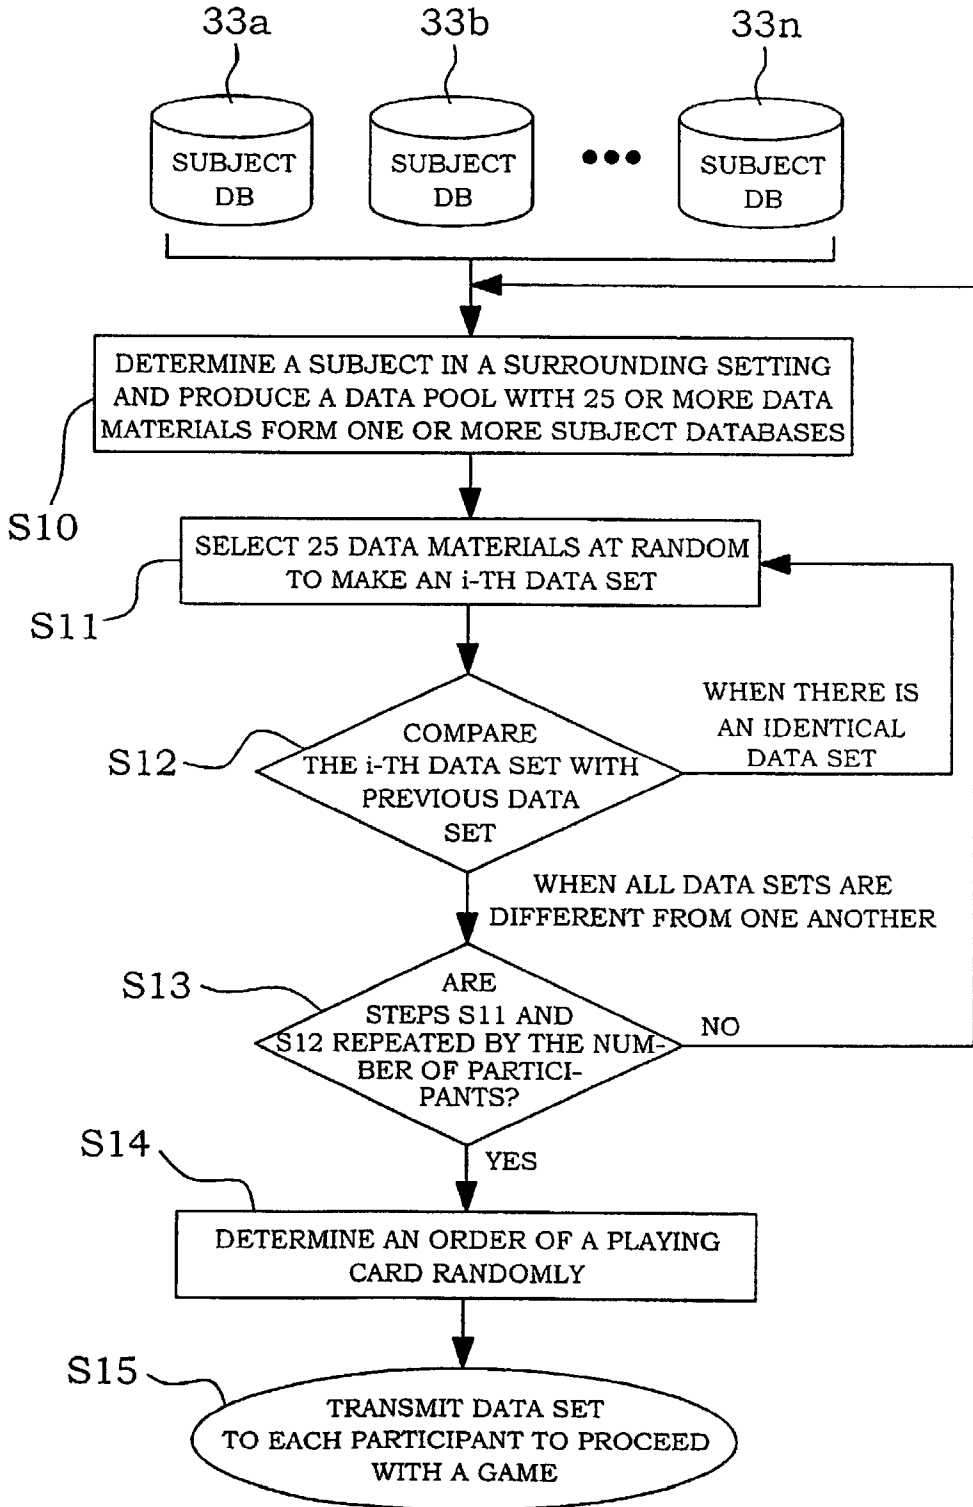 33a
33b
33n
SUBJECT
DB
SUBJECT
DB
SUBJECT
DB
DETERMINE A SUBJECT IN A SURROUNDING SETTING
AND PRODUCE A DATA POOL WITH 25 OR MORE DATA
MATERIALS FORM ONE OR MORE SUBJECT DATABASES
S10
SELECT 25 DATA MATERIALS AT RANDOM
TO MAKE AN i-TH DATA SET
S11
WHEN THERE IS
AN IDENTICAL
DATA SET
COMPARE
THE i-TH DATA SET WITH
PREVIOUS DATA
SET
S12
WHEN ALL DATA SETS ARE
DIFFERENT FROM ONE ANOTHER
S13
ARE
STEPS S11 AND
S12 REPEATED BY THE NUM-
BER OF PARTICI-
PANTS?
NO
YES
S14
DETERMINE AN ORDER OF A PLAYING
CARD RANDOMLY
S15
TRANSMIT DATA SET
TO EACH PARTICIPANT TO PROCEED
WITH A GAME